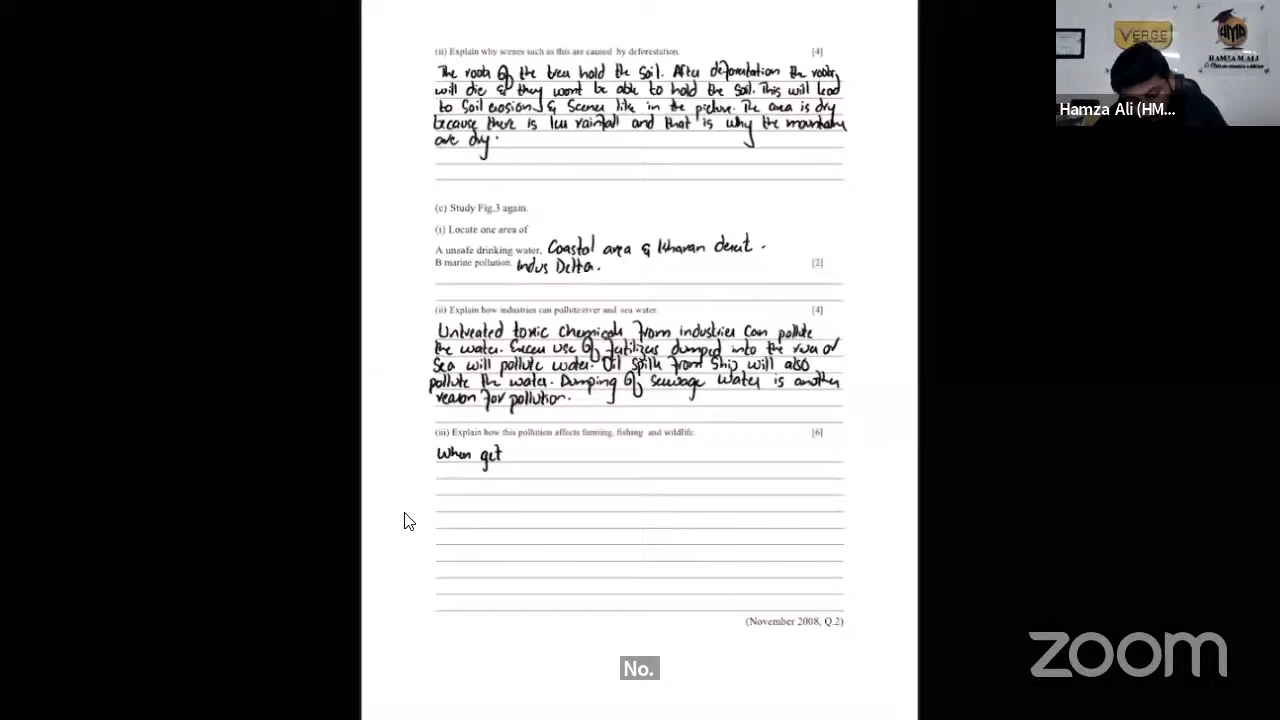 (ii) Explain why scenes such as this are caused by deforestation. [4]
The roots of the trea hold the soil. After deforestation the roots
will die & they wont be able to hold the soil. This will lead
to Soil erosion & Scenes like in the picture. The area is dry
because there is less rainfall and that is why the mountains
are dry.
(c) Study Fig.3 again.
(i) Locate one area of
A unsafe drinking water, Coastal area & Kharan desert.
B marine pollution. Indus Delta. [2]
(ii) Explain how industries can pollute river and sea water. [4]
Untreated toxic chemicals from industries can pollute
the water. Excess use of fertilizers dumped into the river or
Sea will pollute water. Oil spills from Ship will also
pollute the water. Dumping of sewage water is another
reason for pollution.
(iii) Explain how this pollution affects farming, fishing and wildlife. [6]
When get
(November 2008, Q.2)
No.
VERGE
HMA
HAMZA M.ALI
Hamza Ali (HM...
zoom